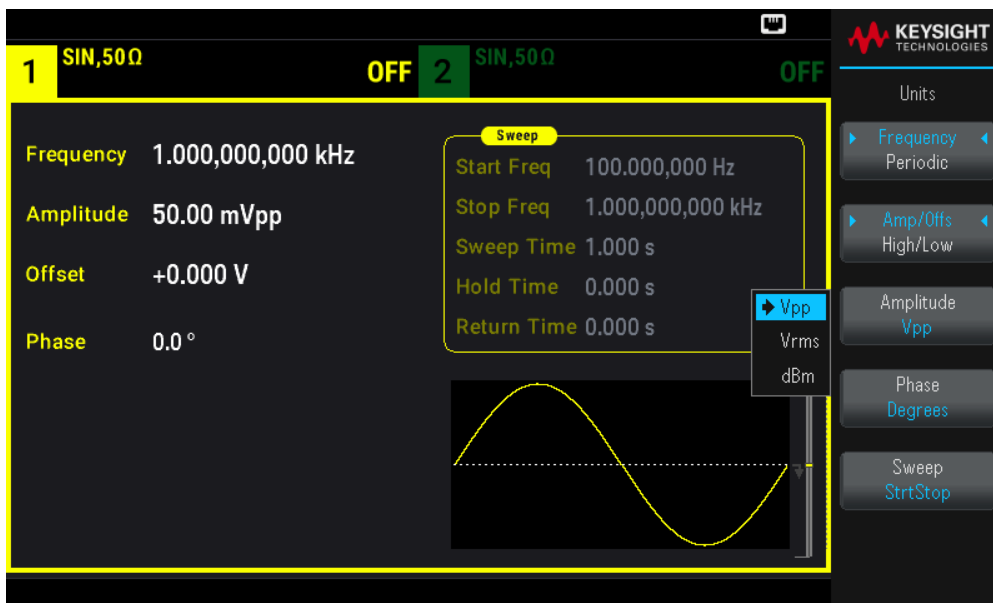 1
SIN,50Ω
OFF
2
SIN,50Ω
OFF
Frequency 1.000,000,000 kHz
Amplitude 50.00 mVpp
Offset +0.000 V
Phase 0.0 °
Sweep
Start Freq 100.000,000 Hz
Stop Freq 1.000,000,000 kHz
Sweep Time 1.000 s
Hold Time 0.000 s
Return Time 0.000 s
Vpp
Vrms
dBm
KEYSIGHT
TECHNOLOGIES
Units
Frequency
Periodic
Amp/Offs
High/Low
Amplitude
Vpp
Phase
Degrees
Sweep
StrtStop